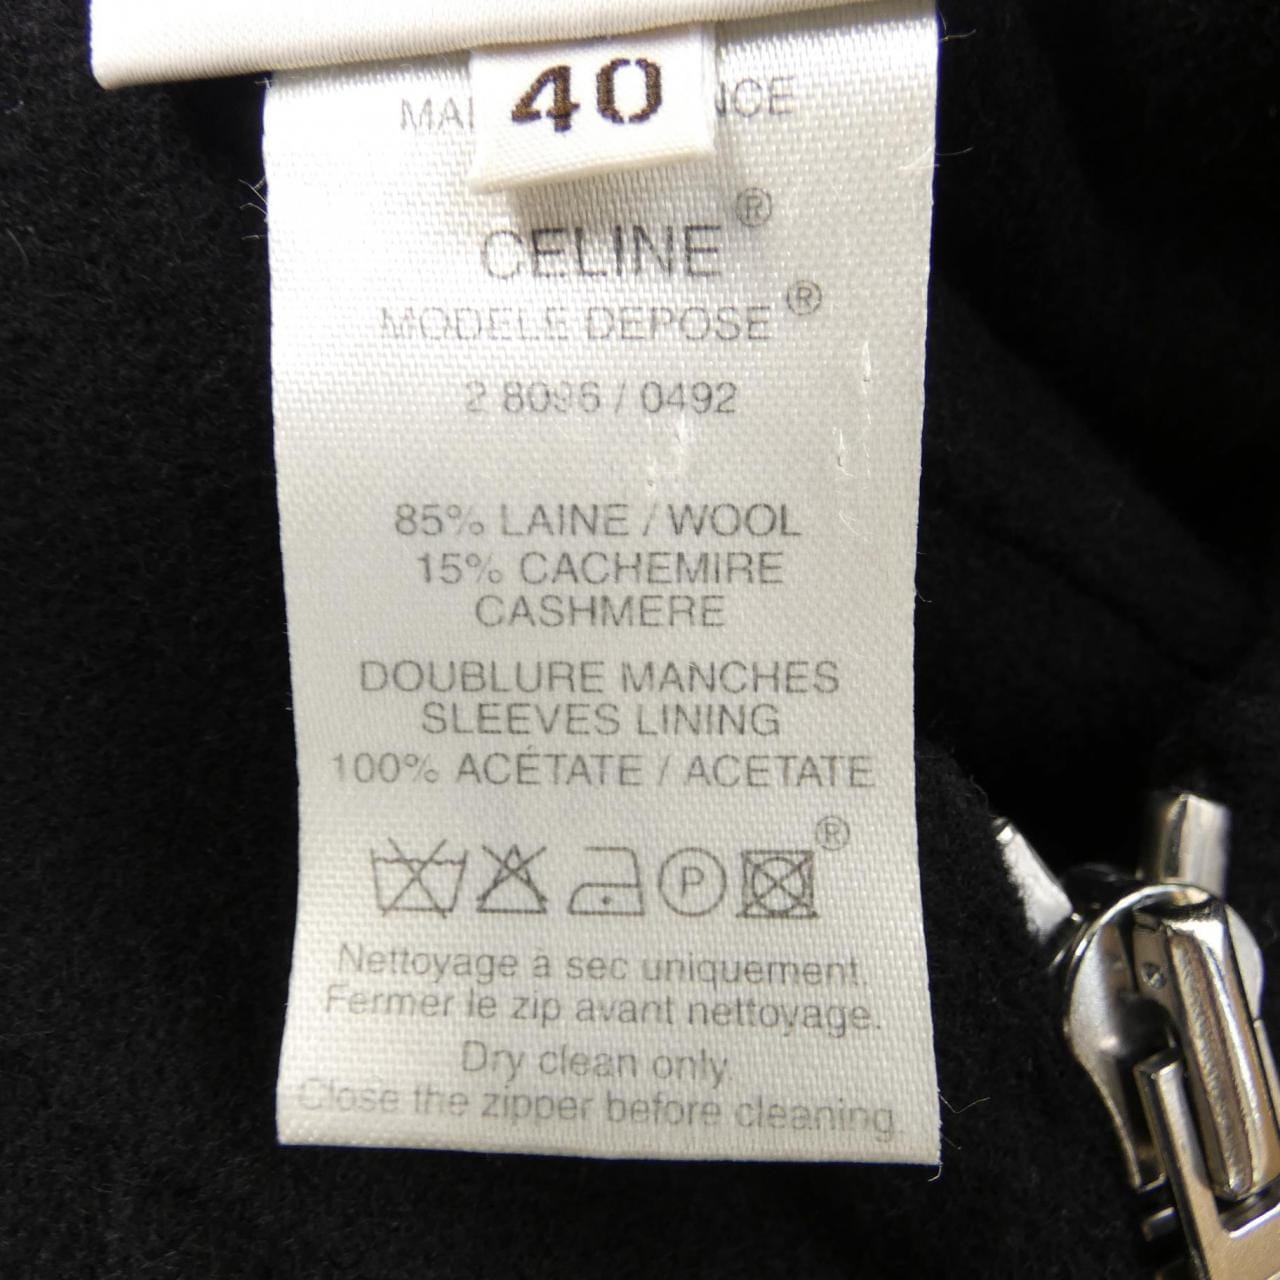 40
CELINE®
MODELE DEPOSE®
2 8096 / 0492
85% LAINE / WOOL
15% CACHEMIRE
CASHMERE
DOUBLURE MANCHES
SLEEVES LINING
100% ACÉTATE / ACETATE
P ®
Nettoyage à sec uniquement.
Fermer le zip avant nettoyage.
Dry clean only.
Close the zipper before cleaning.